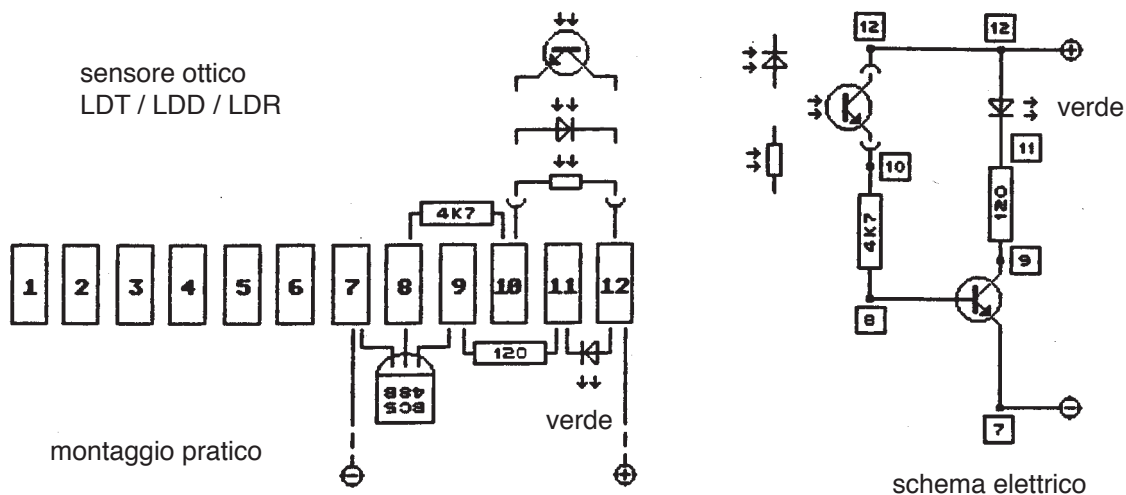 sensore ottico
LDT / LDD / LDR
4K7
1 2 3 4 5 6 7 8 9 10 11 12
120
BC5
48B
verde
montaggio pratico
12 12
verde
11
10
120
4K7
9
8
7
schema elettrico